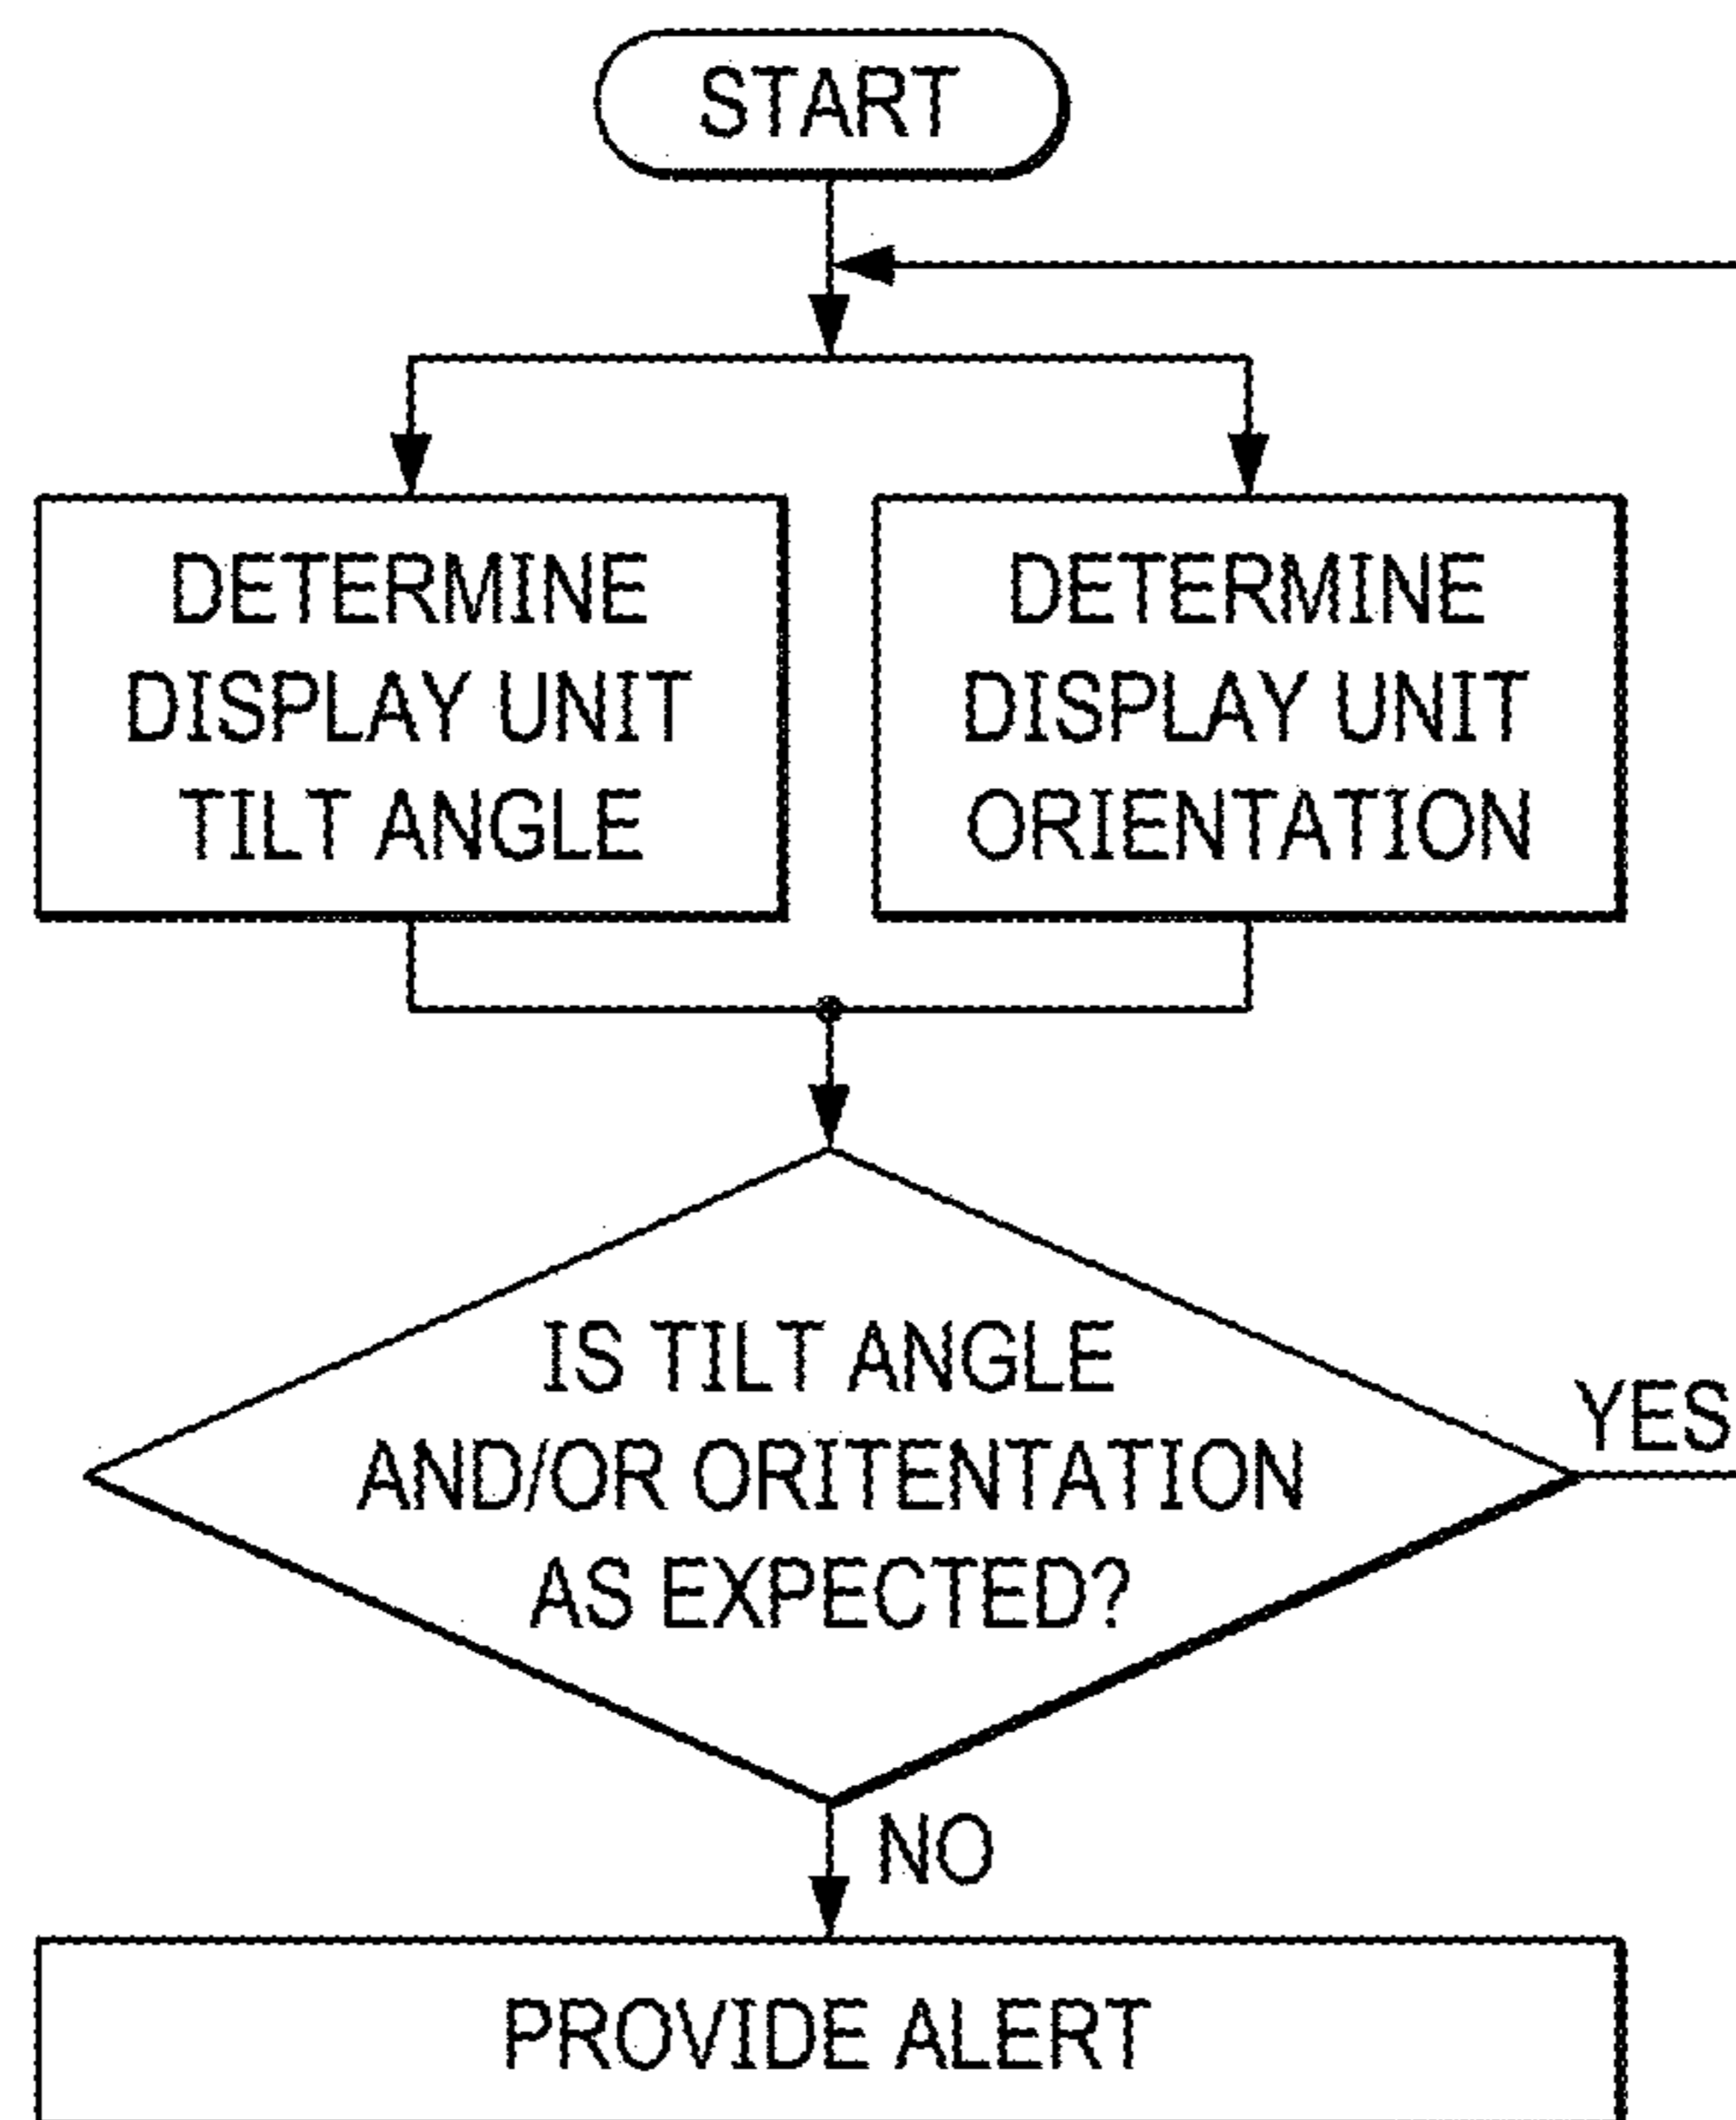 START
DETERMINE
DISPLAY UNIT
TILT ANGLE
DETERMINE
DISPLAY UNIT
ORIENTATION
IS TILT ANGLE
AND/OR ORITENTATION
AS EXPECTED?
YES
NO
PROVIDE ALERT